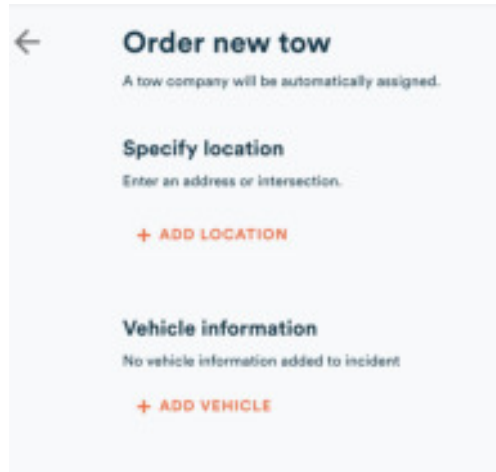 Order new tow
A tow company will be automatically assigned.
Specify location
Enter an address or intersection.
+ ADD LOCATION
Vehicle information
No vehicle information added to incident
+ ADD VEHICLE